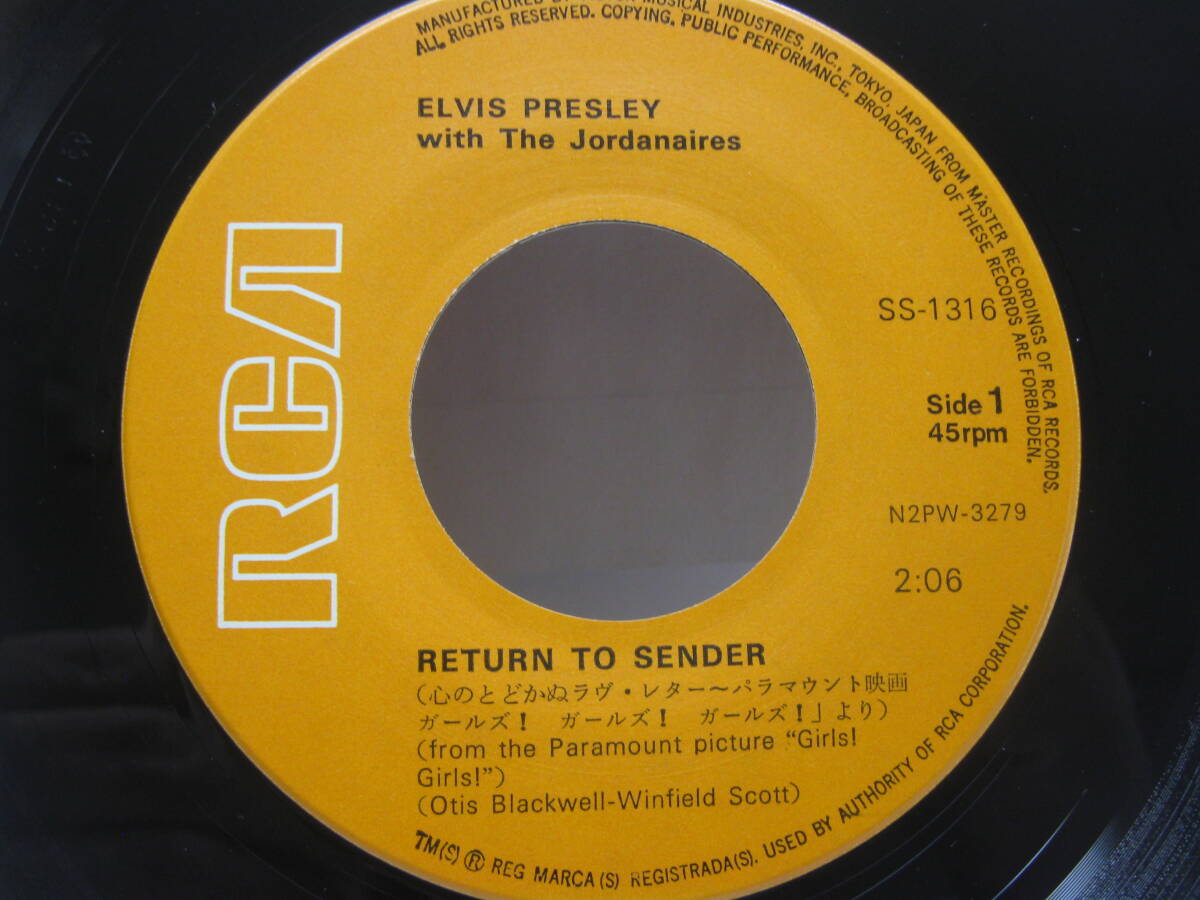 MANUFACTURED BY VICTOR MUSICAL INDUSTRIES, INC., TOKYO, JAPAN FROM MASTER RECORDINGS OF RCA RECORDS.
ALL RIGHTS RESERVED. COPYING, PUBLIC PERFORMANCE, BROADCASTING OF THESE RECORDS ARE FORBIDDEN.
ELVIS PRESLEY
with The Jordanaires
RCA
SS-1316
Side 1
45rpm
N2PW-3279
2:06
RETURN TO SENDER
(心のとどかぬラヴ・レター〜パラマウント映画
ガールズ! ガールズ! ガールズ!」より)
(from the Paramount picture “Girls!
Girls!”)
(Otis Blackwell-Winfield Scott)
TM(S) ® REG MARCA(S) REGISTRADA(S). USED BY AUTHORITY OF RCA CORPORATION.